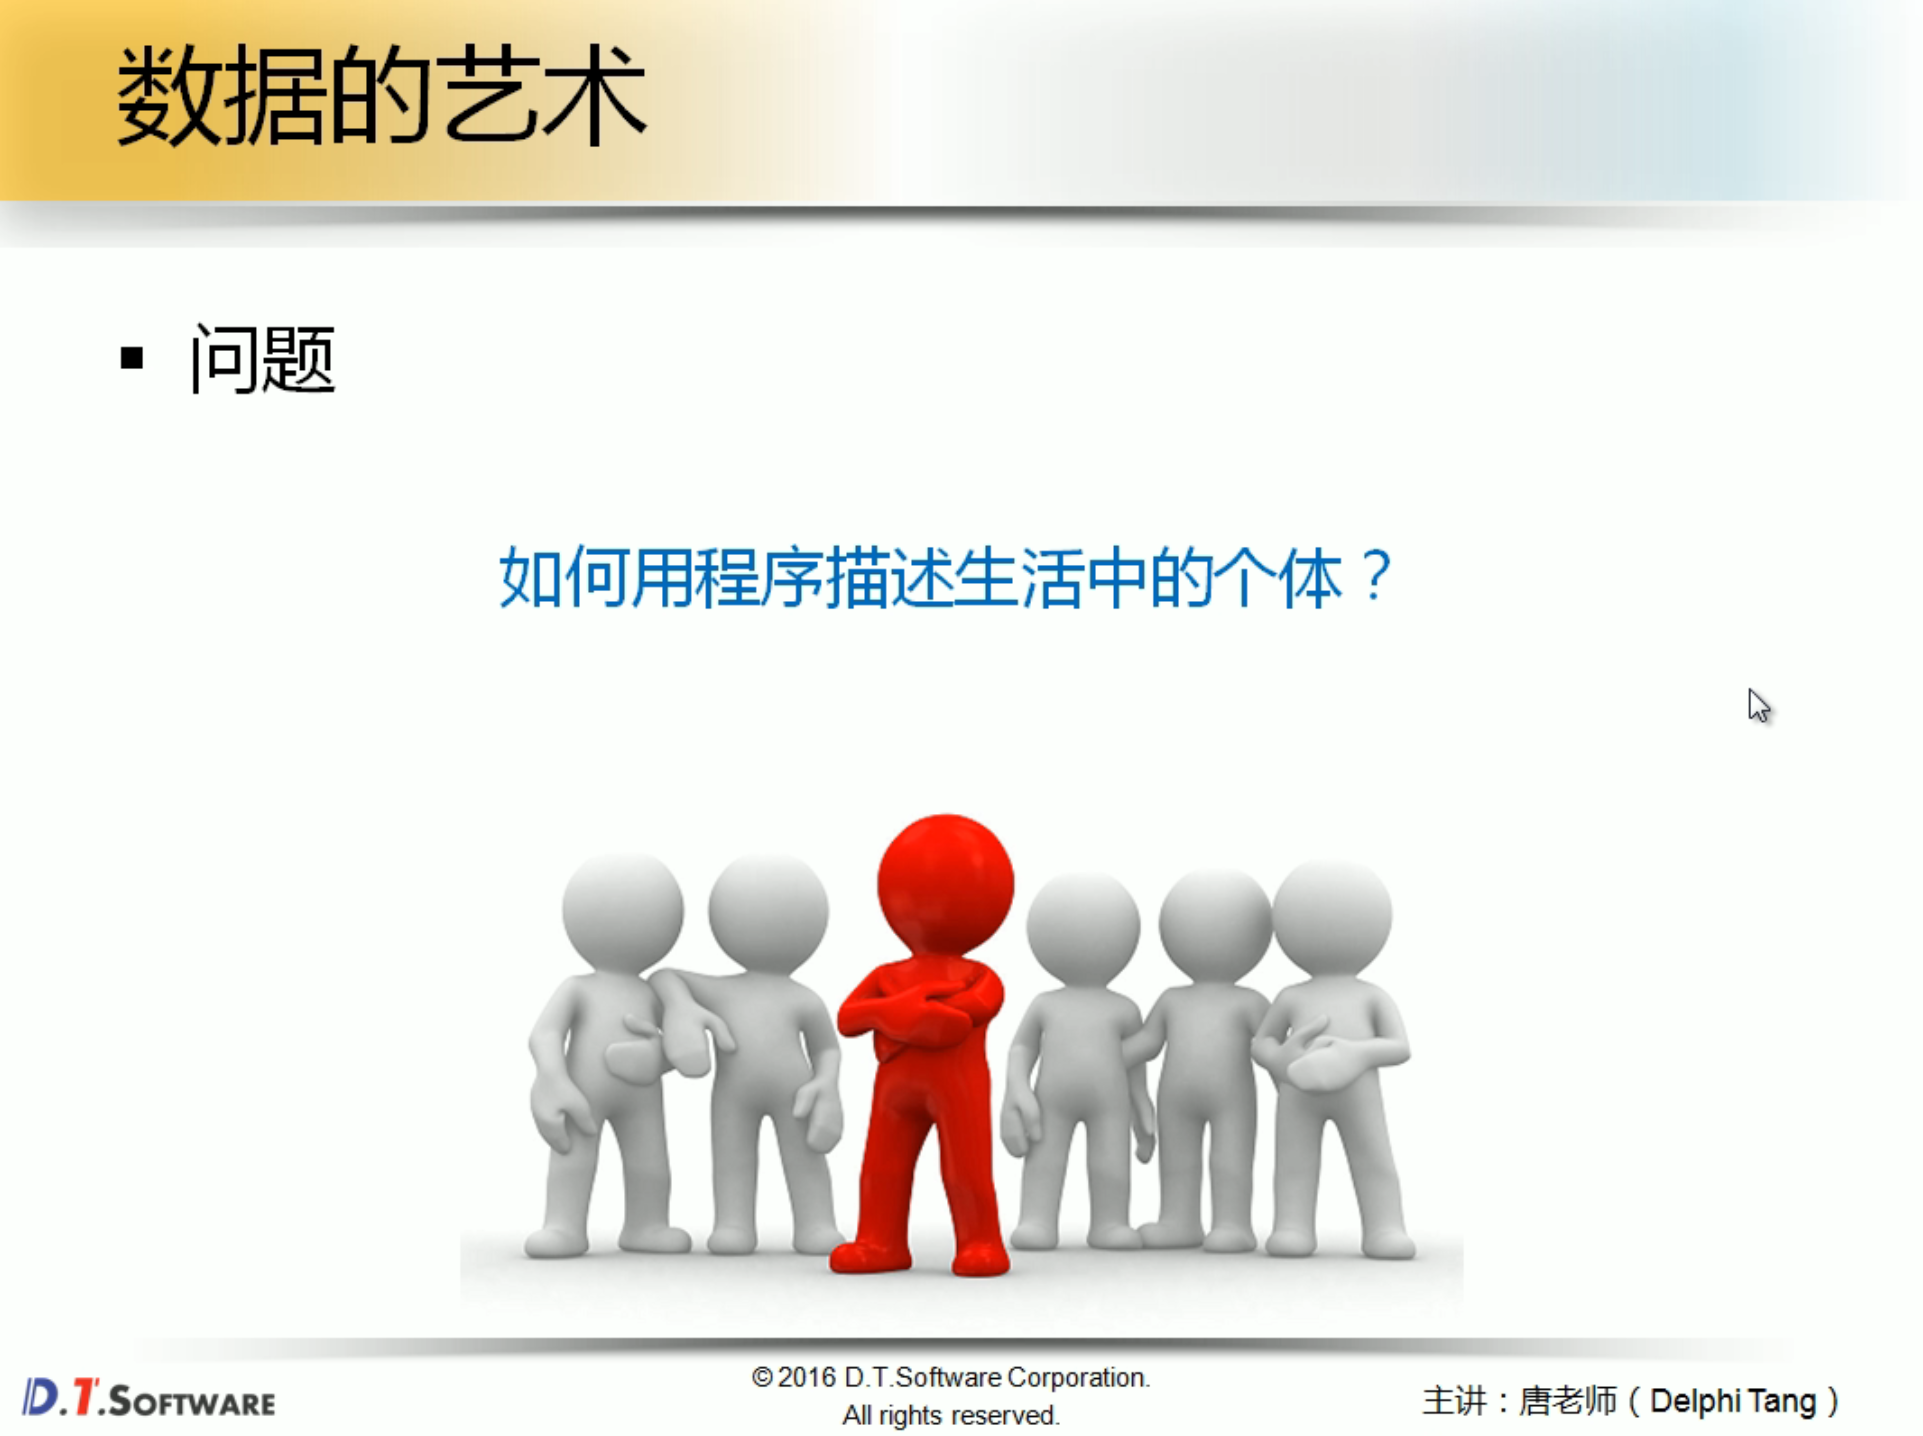 数据的艺术
▪ 问题
如何用程序描述生活中的个体？
D.T.SOFTWARE
© 2016 D.T.Software Corporation.
All rights reserved.
主讲：唐老师（Delphi Tang）